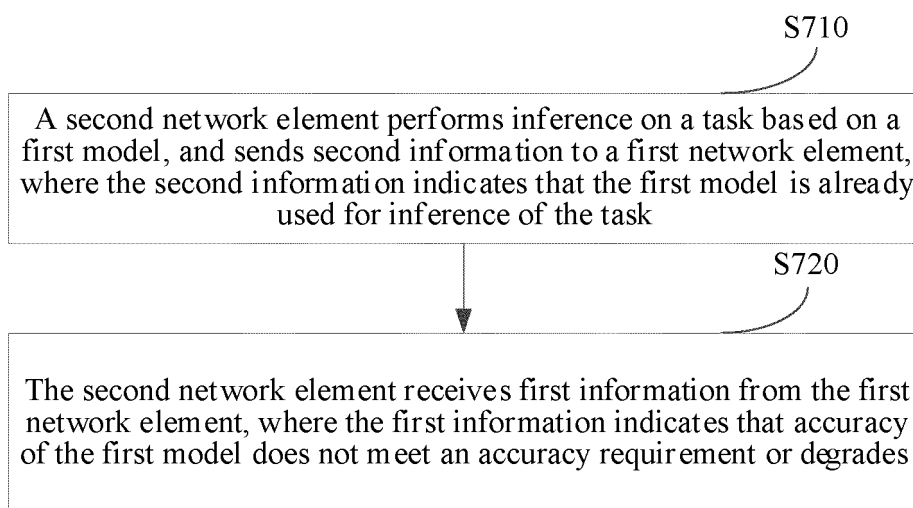 S710
A second network element performs inference on a task based on a
first model, and sends second information to a first network element,
where the second information indicates that the first model is already
used for inference of the task
S720
The second network element receives first information from the first
network element, where the first information indicates that accuracy
of the first model does not meet an accuracy requirement or degrades